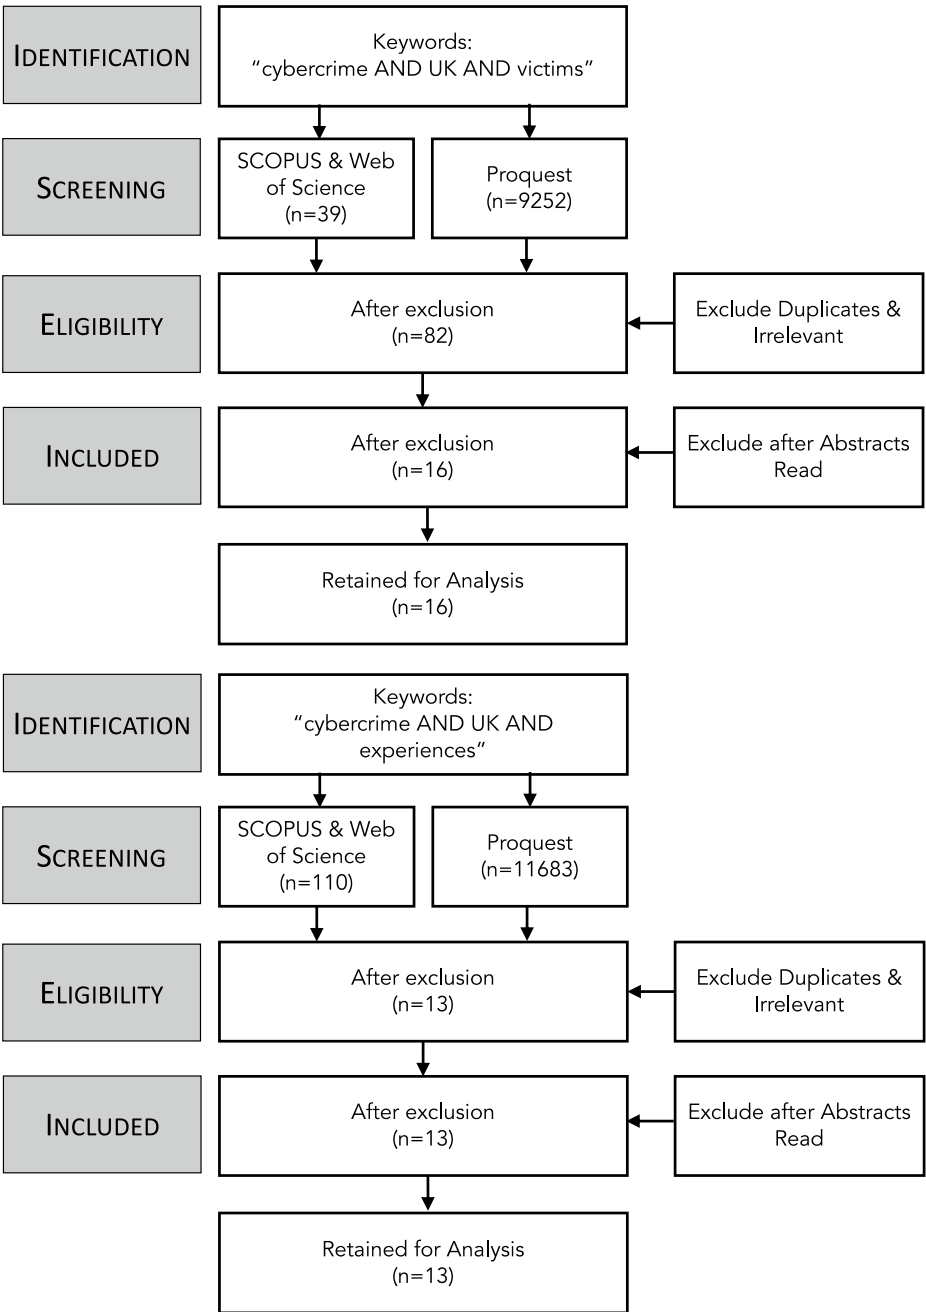 IDENTIFICATION
Keywords:
“cybercrime AND UK AND victims”
SCREENING
SCOPUS & Web
of Science
(n=39)
Proquest
(n=9252)
ELIGIBILITY
After exclusion
(n=82)
Exclude Duplicates &
Irrelevant
INCLUDED
After exclusion
(n=16)
Exclude after Abstracts
Read
Retained for Analysis
(n=16)
IDENTIFICATION
Keywords:
“cybercrime AND UK AND
experiences”
SCREENING
SCOPUS & Web
of Science
(n=110)
Proquest
(n=11683)
ELIGIBILITY
After exclusion
(n=13)
Exclude Duplicates &
Irrelevant
INCLUDED
After exclusion
(n=13)
Exclude after Abstracts
Read
Retained for Analysis
(n=13)